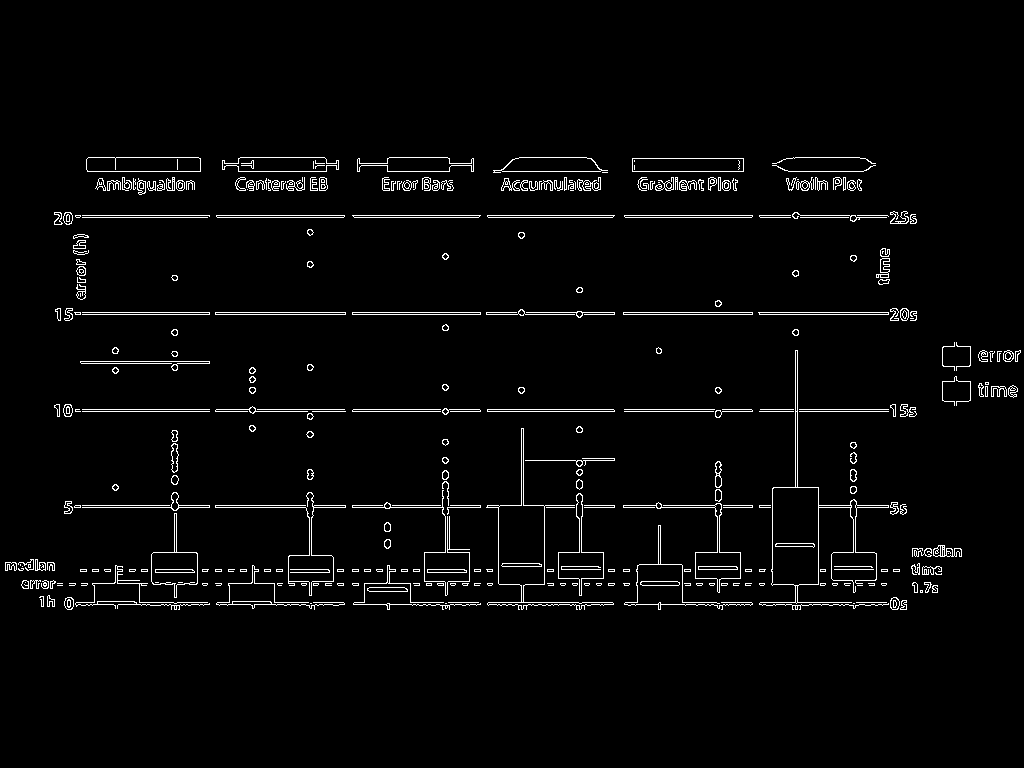 Ambiguation
Centered EB
Error Bars
Accumulated
Gradient Plot
Violin Plot
20
25s
error (h)
time
15
20s
error
time
10
15s
5
5s
median
error
1h
median
time
1.7s
0
0s